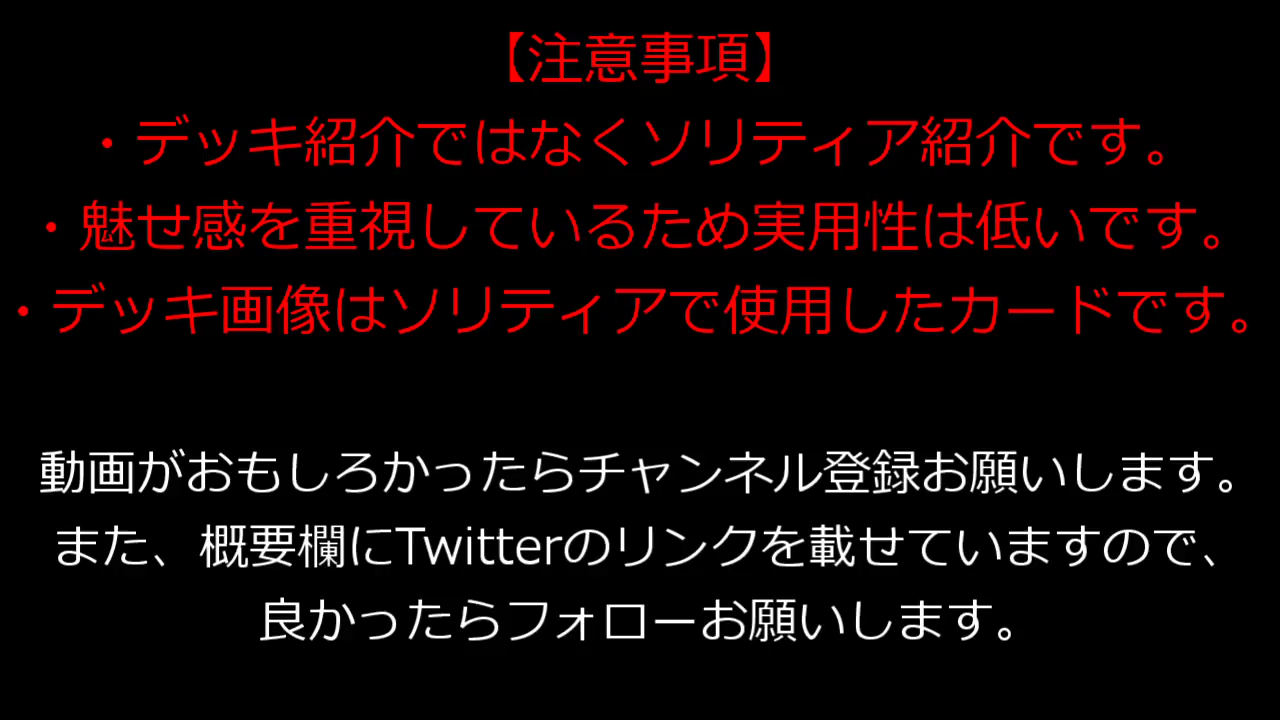 【注意事項】
・デッキ紹介ではなくソリティア紹介です。
・魅せ感を重視しているため実用性は低いです。
・デッキ画像はソリティアで使用したカードです。
動画がおもしろかったらチャンネル登録お願いします。
また、概要欄にTwitterのリンクを載せていますので、
良かったらフォローお願いします。